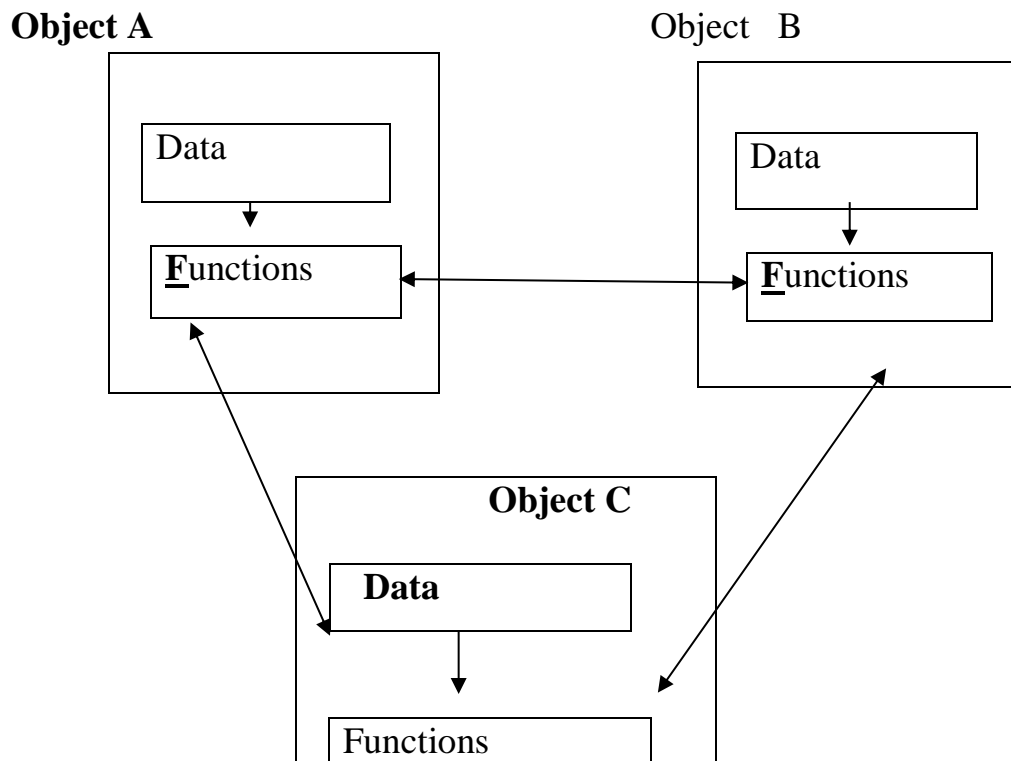 Object A
Object B
Data
Data
Functions
Functions
Object C
Data
Functions